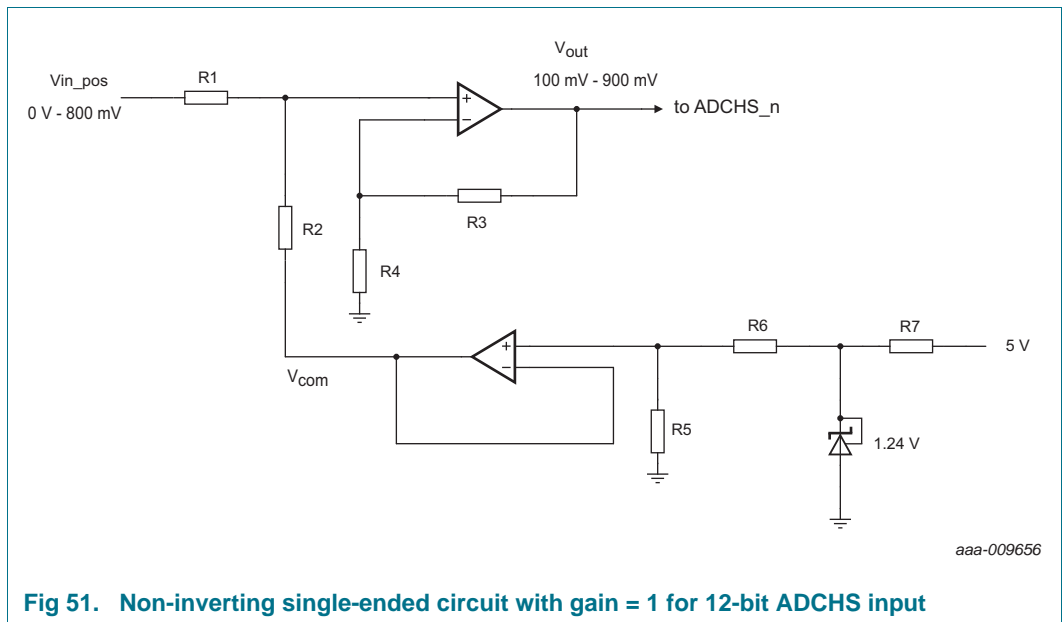 Vout
Vin_pos
R1
100 mV - 900 mV
0 V - 800 mV
+
to ADCHS_n
−
R3
R2
R4
R6
R7
+
5 V
−
Vcom
R5
1.24 V
aaa-009656
Fig 51. Non-inverting single-ended circuit with gain = 1 for 12-bit ADCHS input